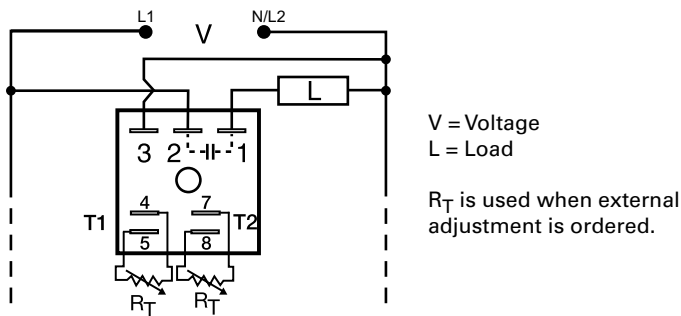 L1 V N/L2
L
3 2 1
4 7
T1 T2
5 8
RT RT
V = Voltage
L = Load
RT is used when external
adjustment is ordered.